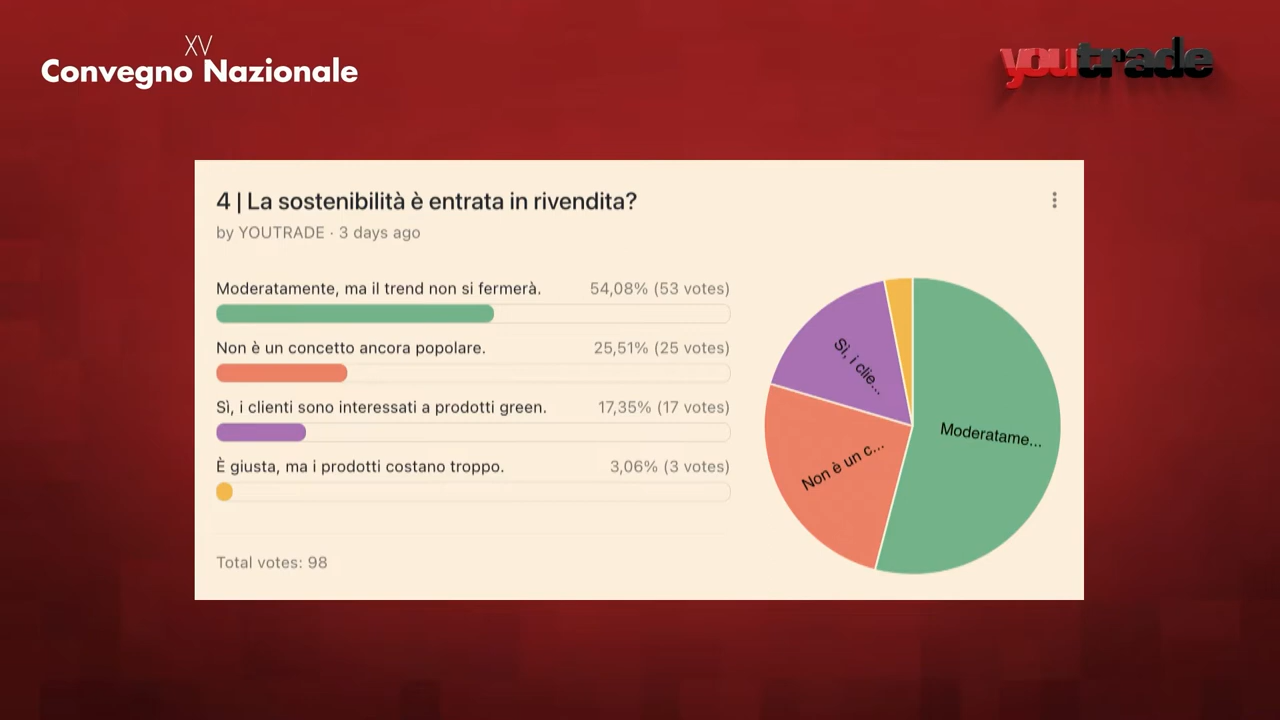 XV
Convegno Nazionale
youtrade
4 | La sostenibilità è entrata in rivendita?
by YOUTRADE · 3 days ago
Moderatamente, ma il trend non si fermerà. 54,08% (53 votes)
Non è un concetto ancora popolare. 25,51% (25 votes)
Sì, i clienti sono interessati a prodotti green. 17,35% (17 votes)
È giusta, ma i prodotti costano troppo. 3,06% (3 votes)
Total votes: 98
Sì, i clie...
Moderatame...
Non è un c...